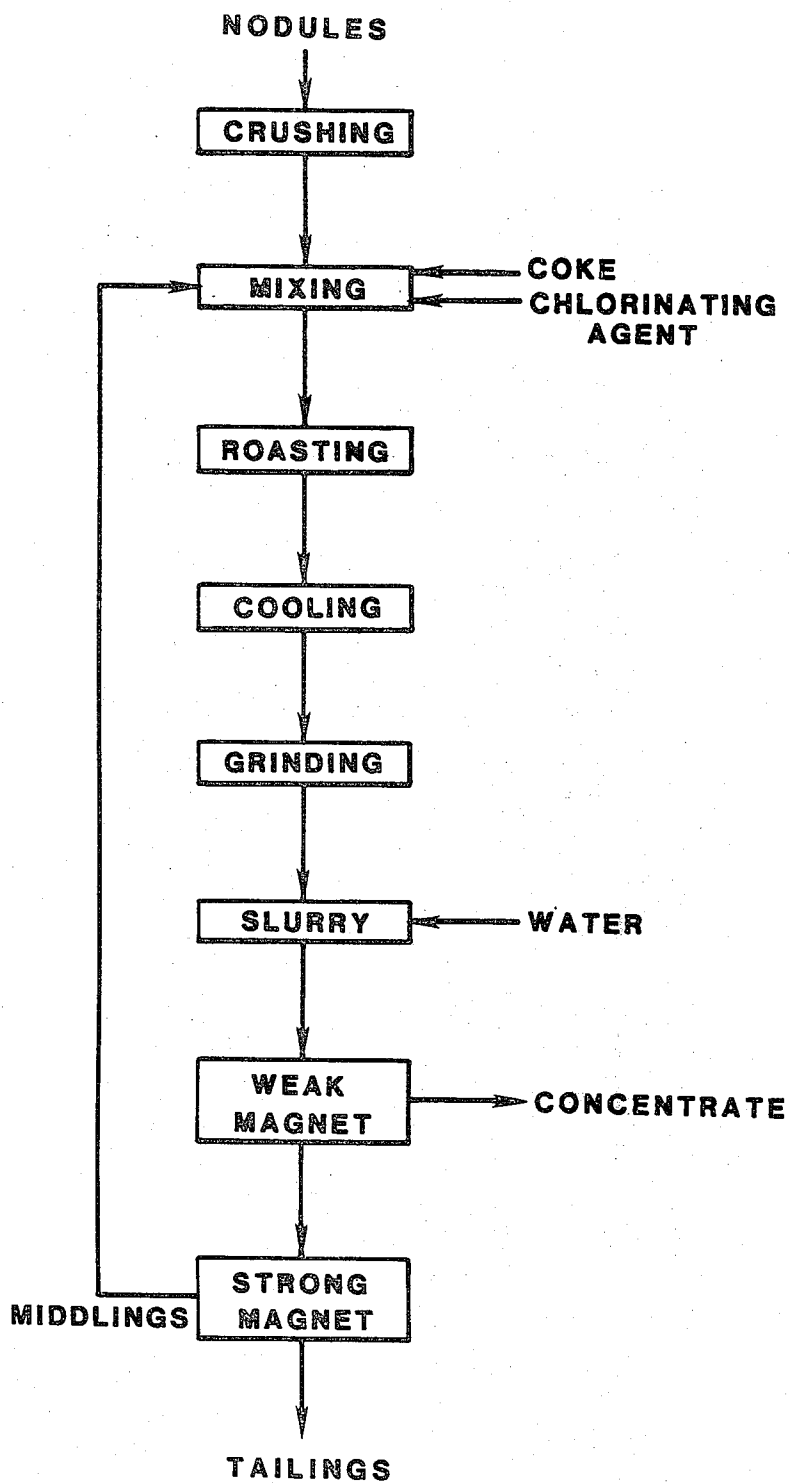 NODULES
CRUSHING
MIXING
COKE
CHLORINATING
AGENT
ROASTING
COOLING
GRINDING
SLURRY
WATER
WEAK
MAGNET
CONCENTRATE
STRONG
MAGNET
MIDDLINGS
TAILINGS